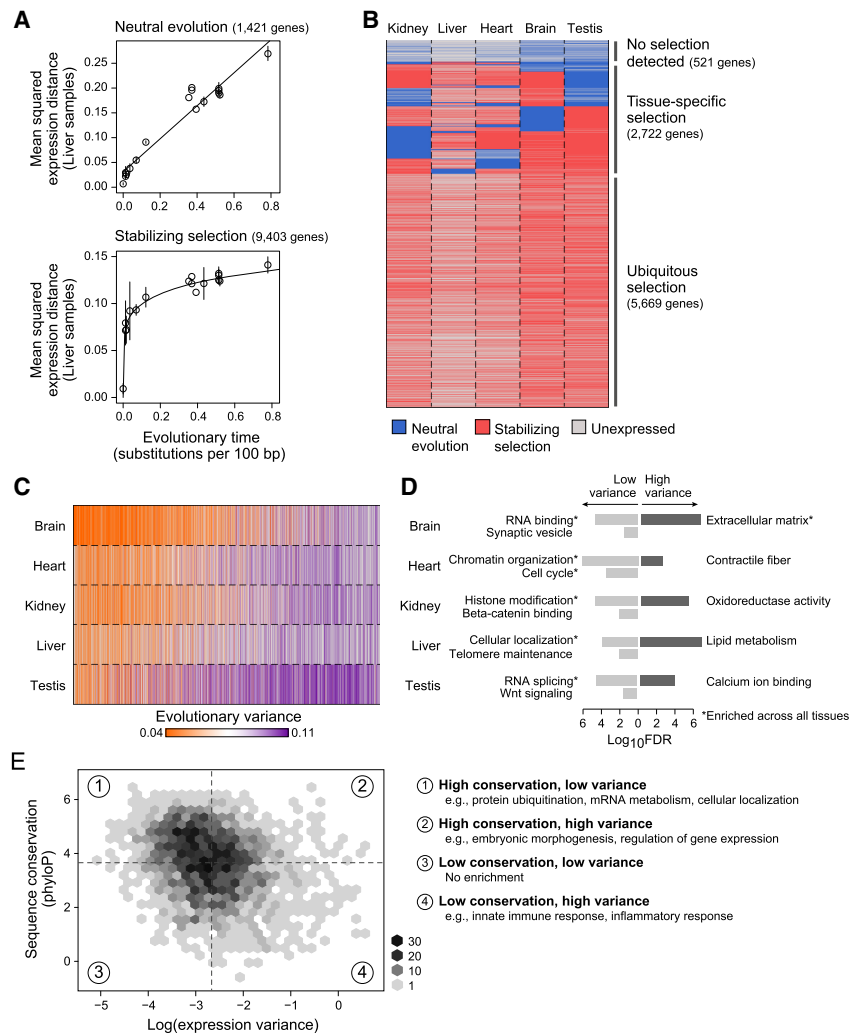 A
Neutral evolution (1,421 genes)
Mean squared
expression distance
(Liver samples)
0.25
0.20
0.15
0.10
0.05
0.00
0.0 0.2 0.4 0.6 0.8
Stabilizing selection (9,403 genes)
Mean squared
expression distance
(Liver samples)
0.15
0.10
0.05
0.00
0.0 0.2 0.4 0.6 0.8
Evolutionary time
(substitutions per 100 bp)
B
Kidney Liver Heart Brain Testis
No selection
detected (521 genes)
Tissue-specific
selection
(2,722 genes)
Ubiquitous
selection
(5,669 genes)
Neutral
evolution
Stabilizing
selection
Unexpressed
C
Brain
Heart
Kidney
Liver
Testis
Evolutionary variance
0.04 0.11
D
Low
variance
High
variance
Brain
RNA binding*
Synaptic vesicle
Extracellular matrix*
Heart
Chromatin organization*
Cell cycle*
Contractile fiber
Kidney
Histone modification*
Beta-catenin binding
Oxidoreductase activity
Liver
Cellular localization*
Telomere maintenance
Lipid metabolism
Testis
RNA splicing*
Wnt signaling
Calcium ion binding
6 4 2 0 2 4 6
Log10FDR
*Enriched across all tissues
E
Sequence conservation
(phyloP)
6
4
2
0
1
2
3
4
30
20
10
1
−5 −4 −3 −2 −1 0
Log(expression variance)
1 High conservation, low variance
e.g., protein ubiquitination, mRNA metabolism, cellular localization
2 High conservation, high variance
e.g., embryonic morphogenesis, regulation of gene expression
3 Low conservation, low variance
No enrichment
4 Low conservation, high variance
e.g., innate immune response, inflammatory response